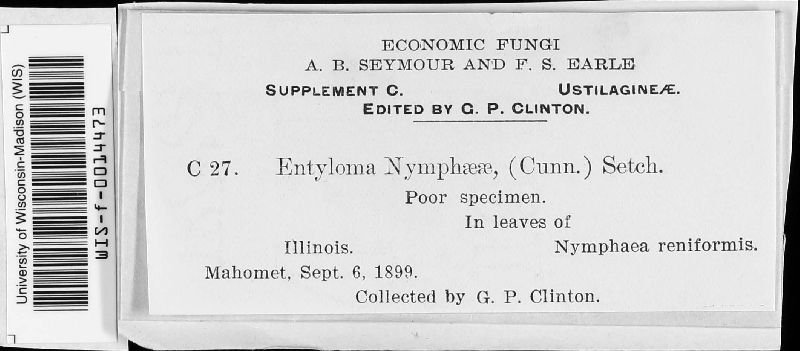 ECONOMIC FUNGI
A. B. SEYMOUR AND F. S. EARLE
SUPPLEMENT C. USTILAGINEÆ.
EDITED BY G. P. CLINTON.
C 27. Entyloma Nymphææ, (Cunn.) Setch.
Poor specimen.
In leaves of
Illinois. Nymphaea reniformis.
Mahomet, Sept. 6, 1899.
Collected by G. P. Clinton.
University of Wisconsin-Madison (WIS)
WIS-f-0014473